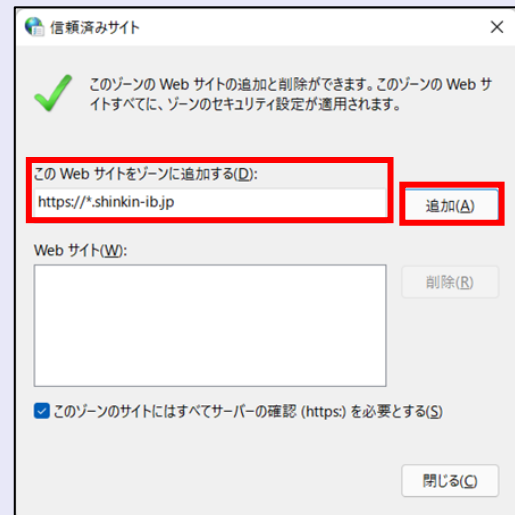 信頼済みサイト
このゾーンの Web サイトの追加と削除ができます。このゾーンの Web サ
イトすべてに、ゾーンのセキュリティ設定が適用されます。
この Web サイトをゾーンに追加する(D):
https://*.shinkin-ib.jp
追加(A)
Web サイト(W):
削除(R)
このゾーンのサイトにはすべてサーバーの確認 (https:) を必要とする(S)
閉じる(C)